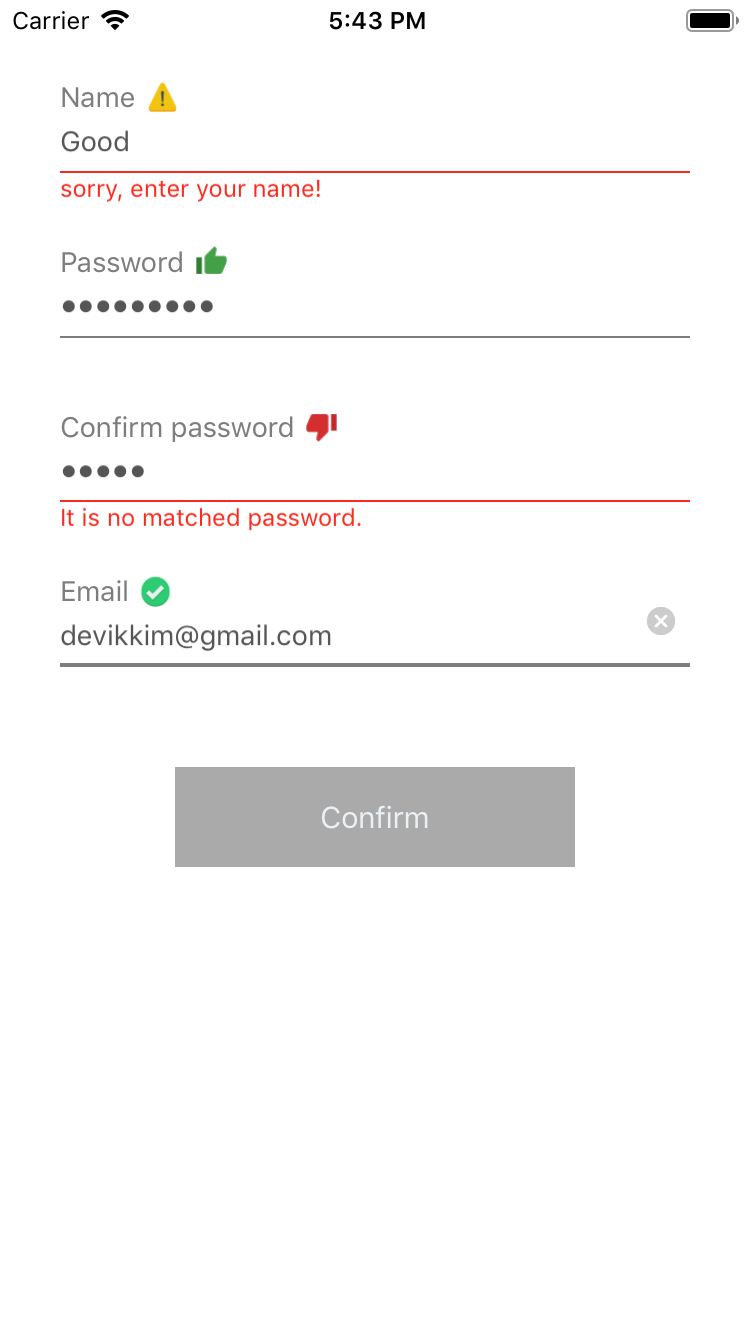 Carrier 5:43 PM
Name
Good
sorry, enter your name!
Password
•••••••••
Confirm password
•••••
It is no matched password.
Email
devikkim@gmail.com
Confirm